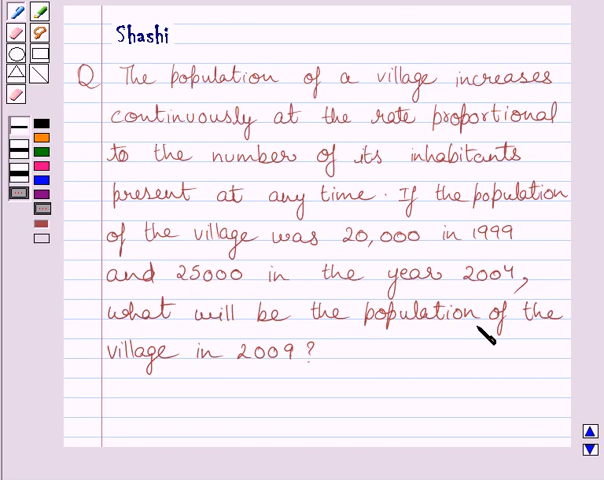 Shashi
Q The population of a village increases
continuously at the rate proportional
to the number of its inhabitants
present at any time. If the population
of the village was 20,000 in 1999
and 25000 in the year 2004,
what will be the population of the
village in 2009?